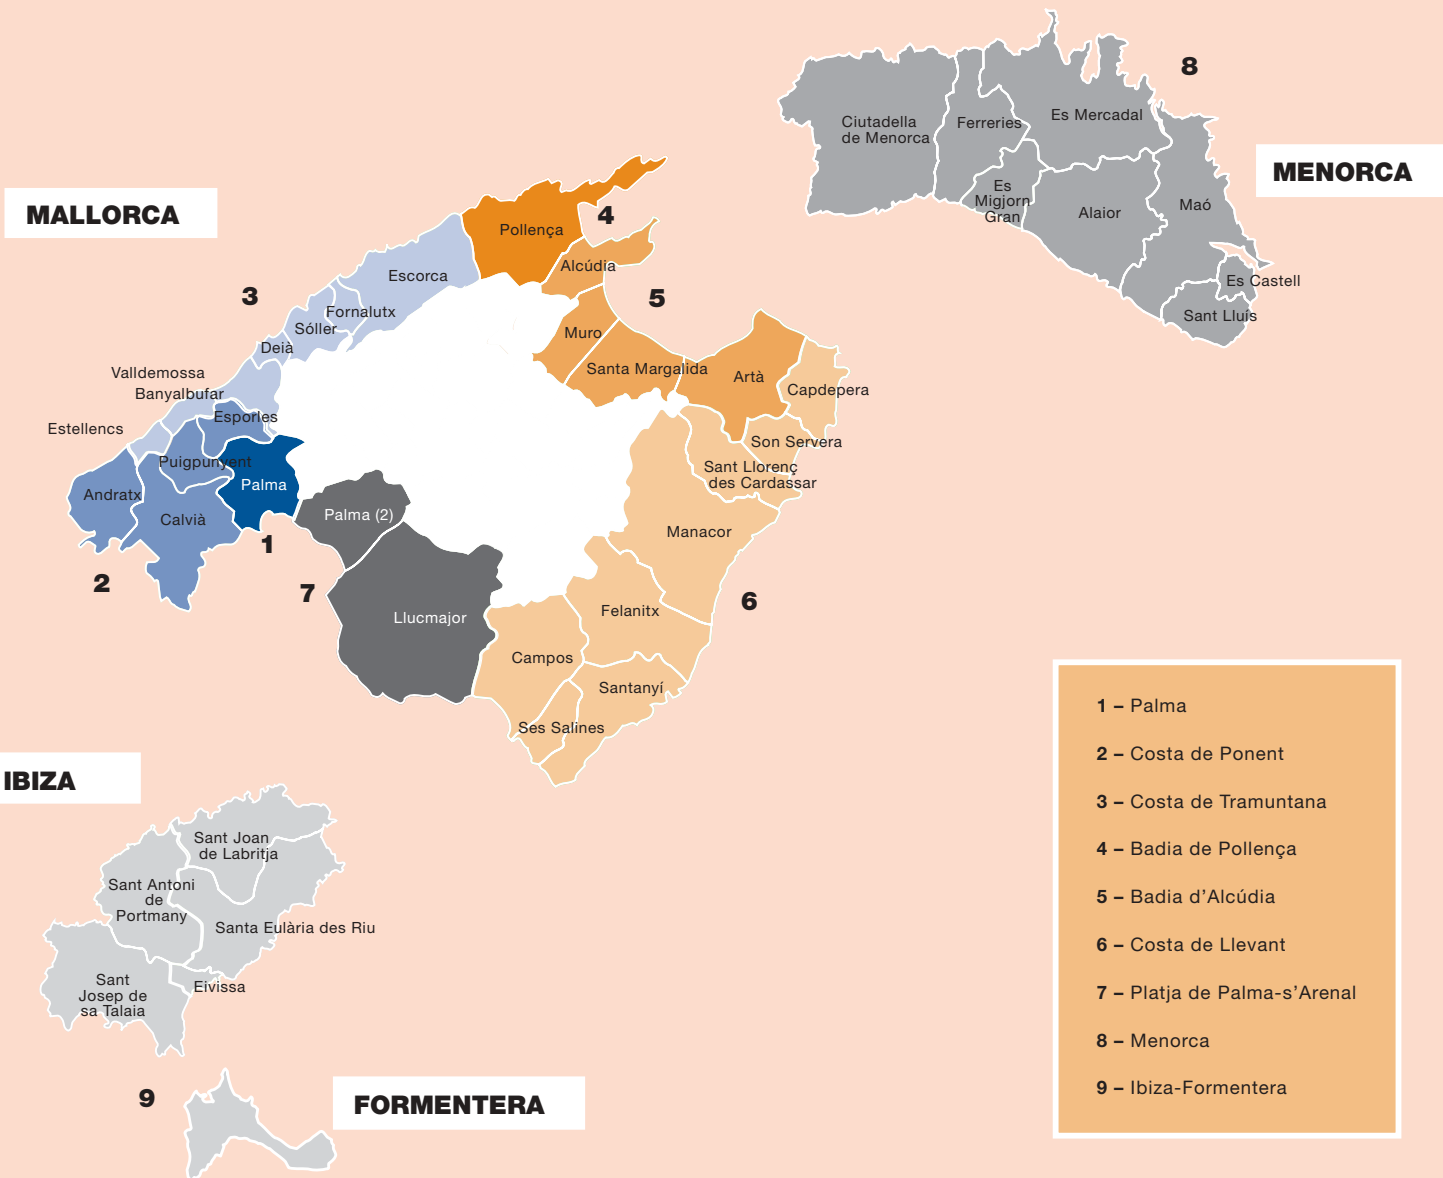 8
Ciutadella
de Menorca
Ferreries
Es Mercadal
MENORCA
Es
Migjorn
Gran
Alaior
Maó
Es Castell
Sant Lluís
MALLORCA
4
Pollença
Alcúdia
Escorca
3
5
Fornalutx
Sóller
Muro
Deià
Santa Margalida
Valldemossa
Artà
Banyalbufar
Capdepera
Esporles
Estellencs
Son Servera
Puigpunyent
Sant Llorenç
des Cardassar
Palma
Andratx
Calvià
Palma (2)
Manacor
1
2
7
6
Llucmajor
Felanitx
Campos
Santanyí
Ses Salines
1 – Palma
2 – Costa de Ponent
3 – Costa de Tramuntana
4 – Badia de Pollença
5 – Badia d'Alcúdia
6 – Costa de Llevant
7 – Platja de Palma-s'Arenal
8 – Menorca
9 – Ibiza-Formentera
IBIZA
Sant Joan
de Labritja
Sant Antoni
de
Portmany
Santa Eulària des Riu
Sant
Josep de
sa Talaia
Eivissa
9
FORMENTERA